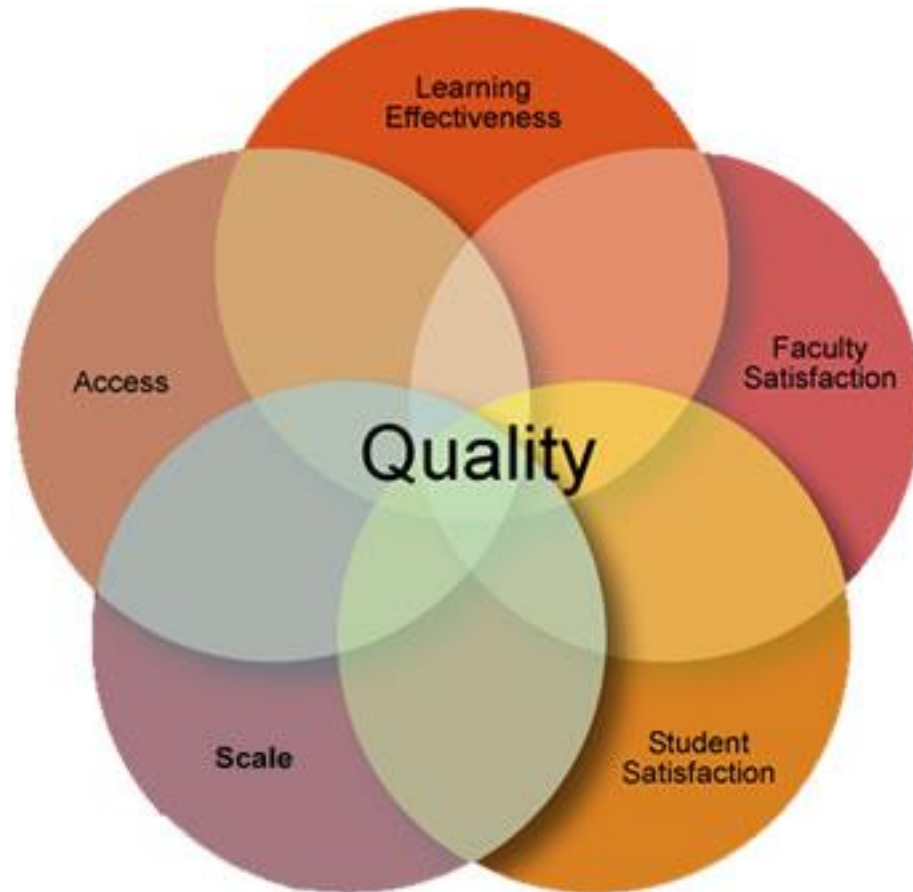 Learning
Effectiveness
Faculty
Satisfaction
Access
Quality
Scale
Student
Satisfaction